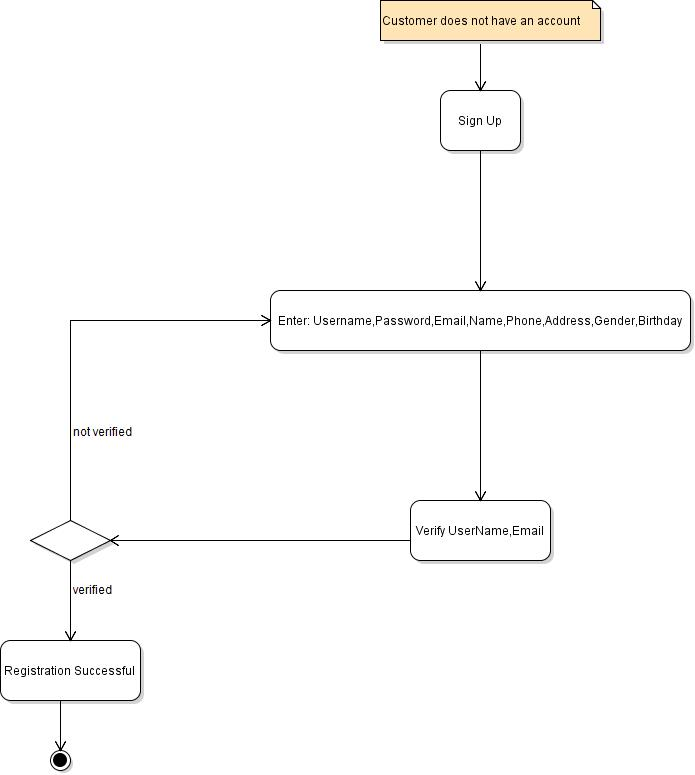 Customer does not have an account
Sign Up
Enter: Username,Password,Email,Name,Phone,Address,Gender,Birthday
not verified
Verify UserName,Email
verified
Registration Successful